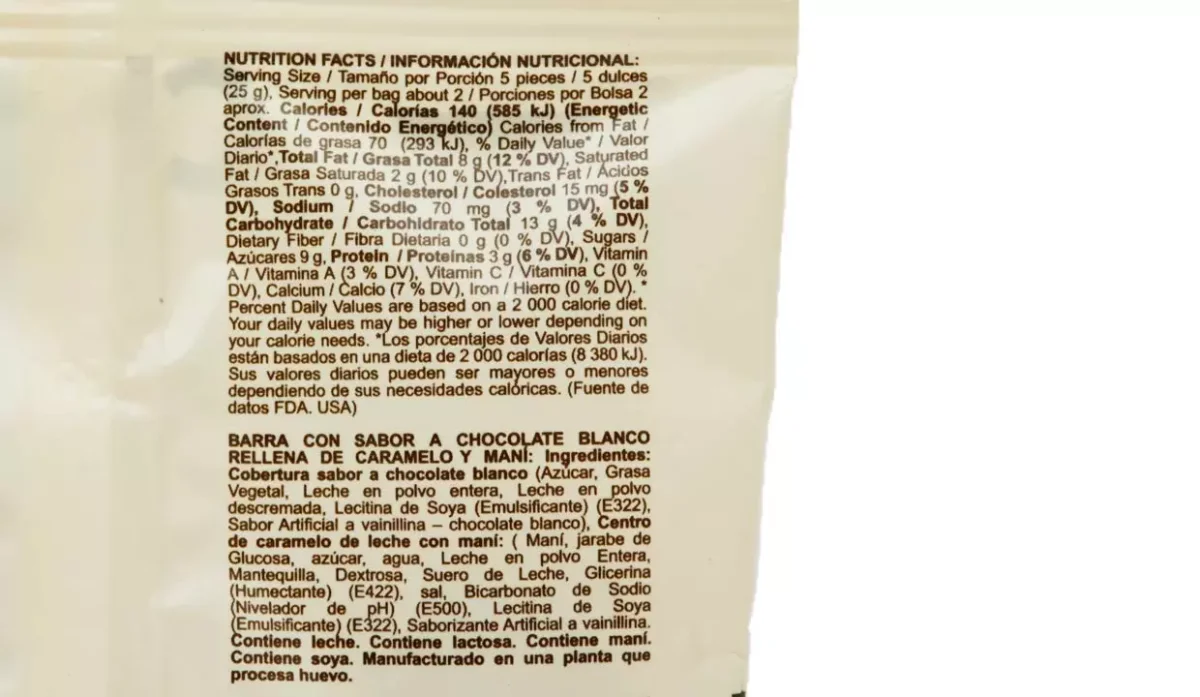 NUTRITION FACTS / INFORMACIÓN NUTRICIONAL:
Serving Size / Tamaño por Porción 5 pieces / 5 dulces
(25 g), Serving per bag about 2 / Porciones por Bolsa 2
aprox. Calories / Calorías 140 (585 kJ) (Energetic
Content / Contenido Energético) Calories from Fat /
Calorías de grasa 70 (293 kJ), % Daily Value* / Valor
Diario*,Total Fat / Grasa Total 8 g (12 % DV), Saturated
Fat / Grasa Saturada 2 g (10 % DV),Trans Fat / Ácidos
Grasos Trans 0 g, Cholesterol / Colesterol 15 mg (5 %
DV), Sodium / Sodio 70 mg (3 % DV), Total
Carbohydrate / Carbohidrato Total 13 g (4 % DV),
Dietary Fiber / Fibra Dietaria 0 g (0 % DV), Sugars /
Azúcares 9 g, Protein / Proteínas 3 g (6 % DV), Vitamin
A / Vitamina A (3 % DV), Vitamin C / Vitamina C (0 %
DV), Calcium / Calcio (7 % DV), Iron / Hierro (0 % DV). *
Percent Daily Values are based on a 2 000 calorie diet.
Your daily values may be higher or lower depending on
your calorie needs. *Los porcentajes de Valores Diarios
están basados en una dieta de 2 000 calorías (8 380 kJ).
Sus valores diarios pueden ser mayores o menores
dependiendo de sus necesidades calóricas. (Fuente de
datos FDA. USA)
BARRA CON SABOR A CHOCOLATE BLANCO
RELLENA DE CARAMELO Y MANÍ: Ingredientes:
Cobertura sabor a chocolate blanco (Azúcar, Grasa
Vegetal, Leche en polvo entera, Leche en polvo
descremada, Lecitina de Soya (Emulsificante) (E322),
Sabor Artificial a vainillina – chocolate blanco), Centro
de caramelo de leche con maní: ( Maní, jarabe de
Glucosa, azúcar, agua, Leche en polvo Entera,
Mantequilla, Dextrosa, Suero de Leche, Glicerina
(Humectante) (E422), sal, Bicarbonato de Sodio
(Nivelador de pH) (E500), Lecitina de Soya
(Emulsificante) (E322), Saborizante Artificial a vainillina.
Contiene leche. Contiene lactosa. Contiene maní.
Contiene soya. Manufacturado en una planta que
procesa huevo.